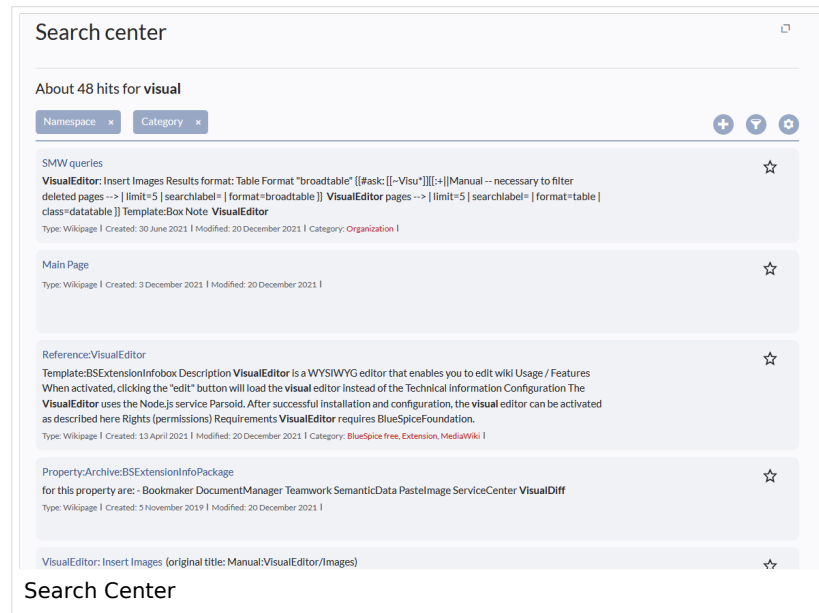 Search center
About 48 hits for visual
Namespace × Category ×
SMW queries
VisualEditor: Insert Images Results format: Table Format "broadtable" {{#ask: [[~Visu*]][[:+||Manual -- necessary to filter
deleted pages --> | limit=5 | searchlabel= | format=broadtable }} VisualEditor pages --> | limit=5 | searchlabel= | format=table |
class=datatable }} Template:Box Note VisualEditor
Type: Wikipage | Created: 30 June 2021 | Modified: 20 December 2021 | Category: Organization |
Main Page
Type: Wikipage | Created: 3 December 2021 | Modified: 20 December 2021 |
Reference:VisualEditor
Template:BSExtensionInfobox Description VisualEditor is a WYSIWYG editor that enables you to edit wiki Usage / Features
When activated, clicking the "edit" button will load the visual editor instead of the Technical information Configuration The
VisualEditor uses the Node.js service Parsoid. After successful installation and configuration, the visual editor can be activated
as described here Rights (permissions) Requirements VisualEditor requires BlueSpiceFoundation.
Type: Wikipage | Created: 13 April 2021 | Modified: 20 December 2021 | Category: BlueSpice free, Extension, MediaWiki |
Property:Archive:BSExtensionInfoPackage
for this property are: - Bookmaker DocumentManager Teamwork SemanticData PasteImage ServiceCenter VisualDiff
Type: Wikipage | Created: 5 November 2019 | Modified: 20 December 2021 |
VisualEditor: Insert Images (original title: Manual:VisualEditor/Images)
Search Center